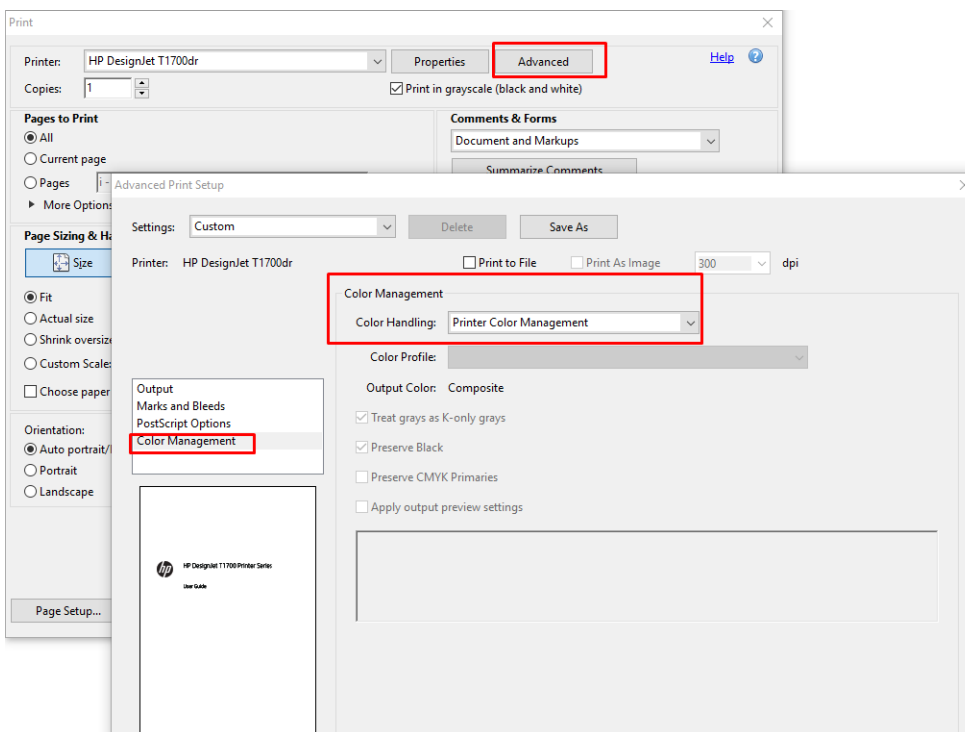 Print
Printer: HP DesignJet T1700dr Properties Advanced Help
Copies: 1 Print in grayscale (black and white)
Pages to Print
All
Current page
Pages i -
More Options
Comments & Forms
Document and Markups
Summarize Comments
Page Sizing & Ha
Size
Fit
Actual size
Shrink oversize
Custom Scale:
Choose paper
Orientation:
Auto portrait/l
Portrait
Landscape
Page Setup...
Advanced Print Setup
Settings: Custom Delete Save As
Printer: HP DesignJet T1700dr Print to File Print As Image 300 dpi
Output
Marks and Bleeds
PostScript Options
Color Management
Color Management
Color Handling: Printer Color Management
Color Profile:
Output Color: Composite
Treat grays as K-only grays
Preserve Black
Preserve CMYK Primaries
Apply output preview settings
hp
HP DesignJet T1700 Printer Series
User Guide